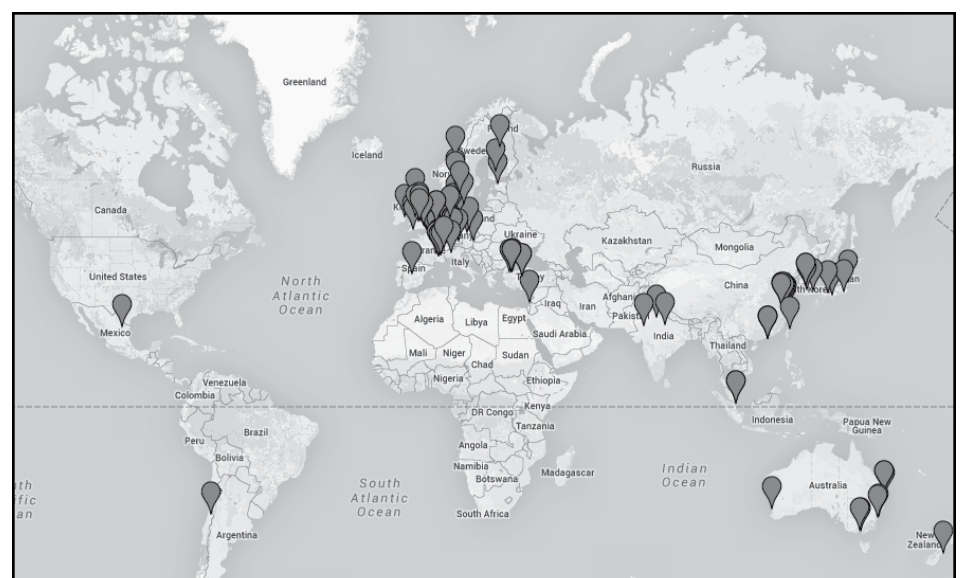 Greenland
Iceland
Sweden
Russia
Canada
Ukraine
Kazakhstan
Mongolia
Italy
Spain
United States
China
North
Atlantic
Ocean
Iraq
Iran
Algeria
Libya
Egypt
Pakistan
Mexico
Saudi Arabia
India
Thailand
Mali
Niger
Chad
Sudan
Nigeria
Ethiopia
Venezuela
Colombia
DR Congo
Kenya
Indonesia
Papua New
Guinea
Tanzania
Peru
Brazil
Angola
Bolivia
Namibia
Botswana
Madagascar
Indian
Ocean
Australia
South
Atlantic
Ocean
South Africa
Argentina
New
Zealand